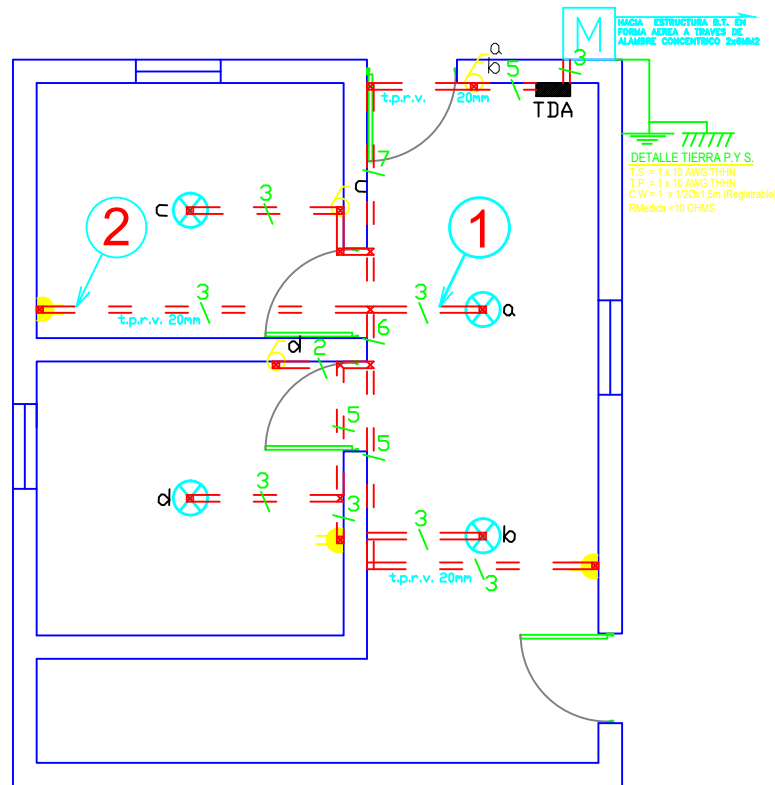 M
HACIA ESTRUCTURA B.T. EN
FORMA AEREA A TRAVES DE
ALAMBRE CONCENTRICO 2x6MM2
a
b
5
3
t.p.r.v. 20mm
TDA
DETALLE TIERRA P.Y S.
T.S. = 1 x 10 AWG THHN
T.P. = 1 x 10 AWG THHN
C.W = 1 x 1/2Øx1,5m (Registrable)
RMedida <10 OHMS.
7
c
c
3
2
1
3
3
a
t.p.r.v. 20mm
6
d
2
5
5
d
3
3
3
b
t.p.r.v. 20mm
3